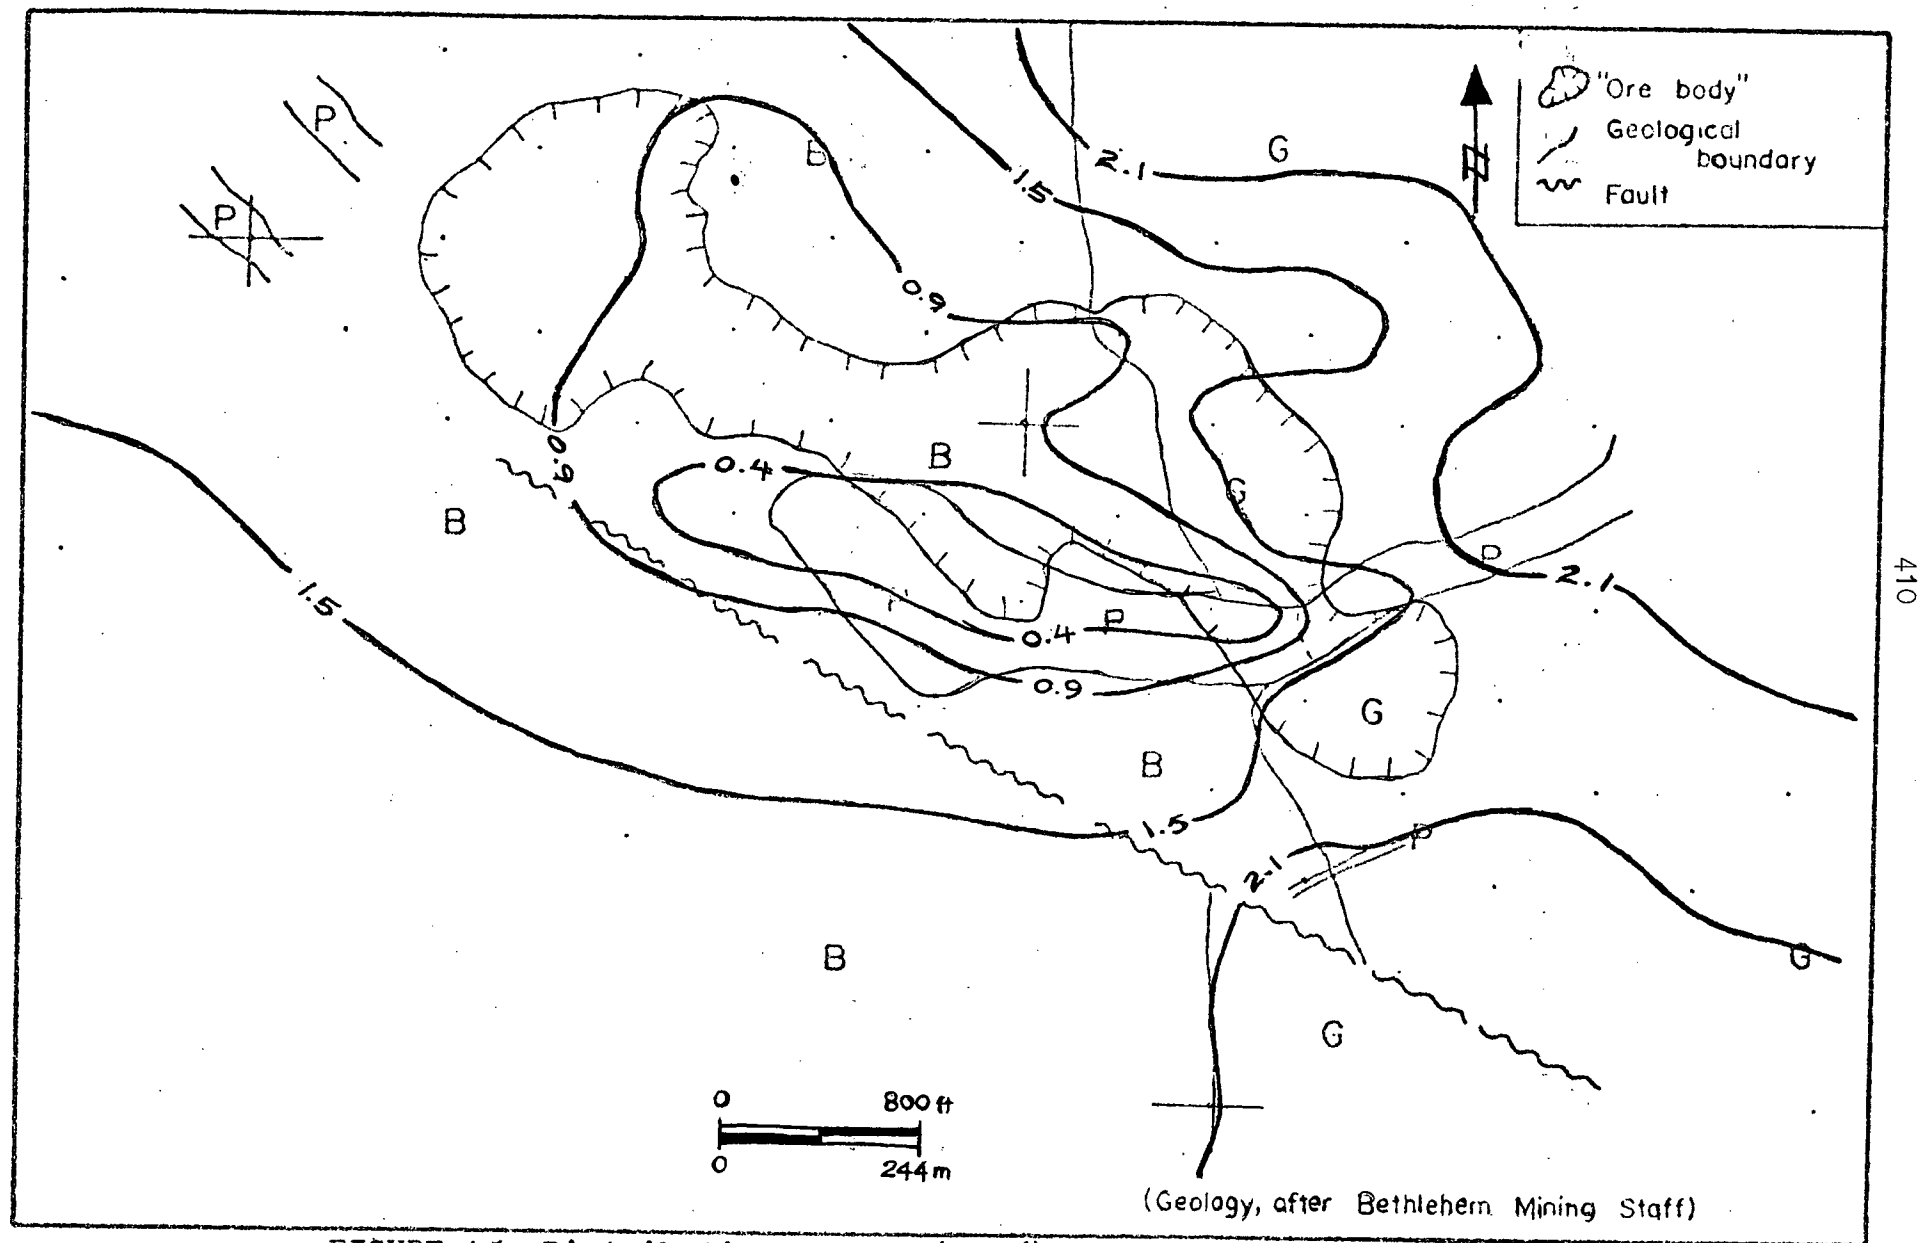 "Ore body"
Geological
boundary
Fault
P
P
B
G
2.1
1.5
0.9
0.9
0.4
B
G
B
P
2.1
1.5
0.4
P
0.9
G
B
1.5
P
2.1
B
G
G
0 800 ft
0 244 m
(Geology, after Bethlehem Mining Staff)
410